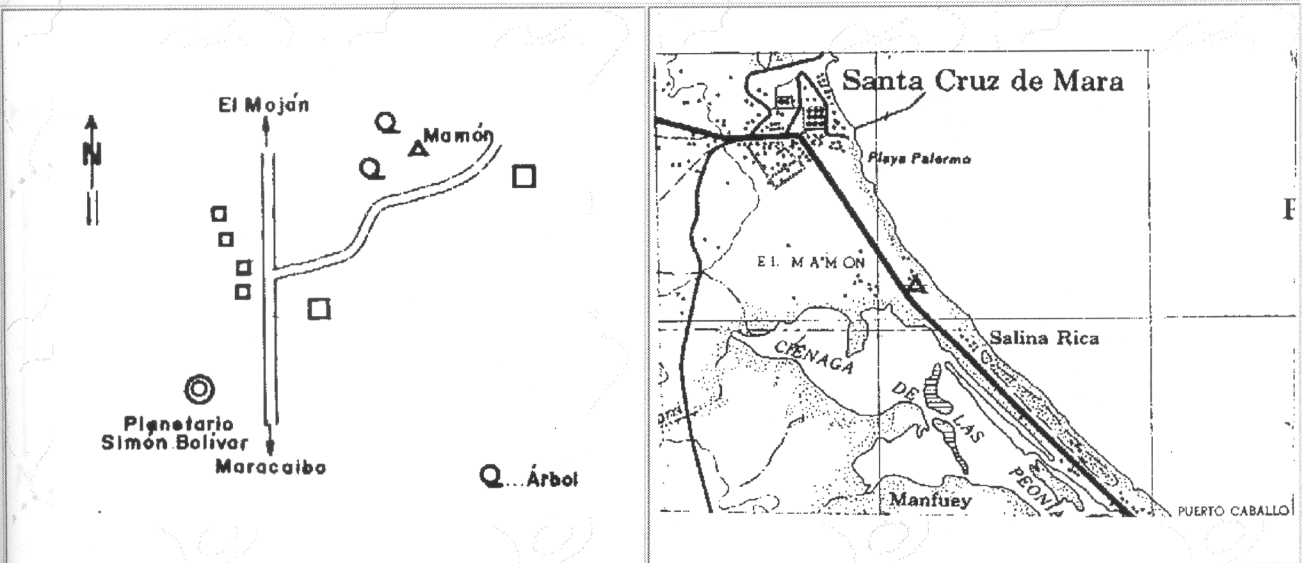 El Moján
N
Mamón
Planetario
Simón Bolívar
Maracaibo
Q...Árbol
Santa Cruz de Mara
Playa Palermo
EL MAMÓN
Salina Rica
CIENAGA
DE
LAS
PEONIA
Manfuey
PUERTO CABALLO